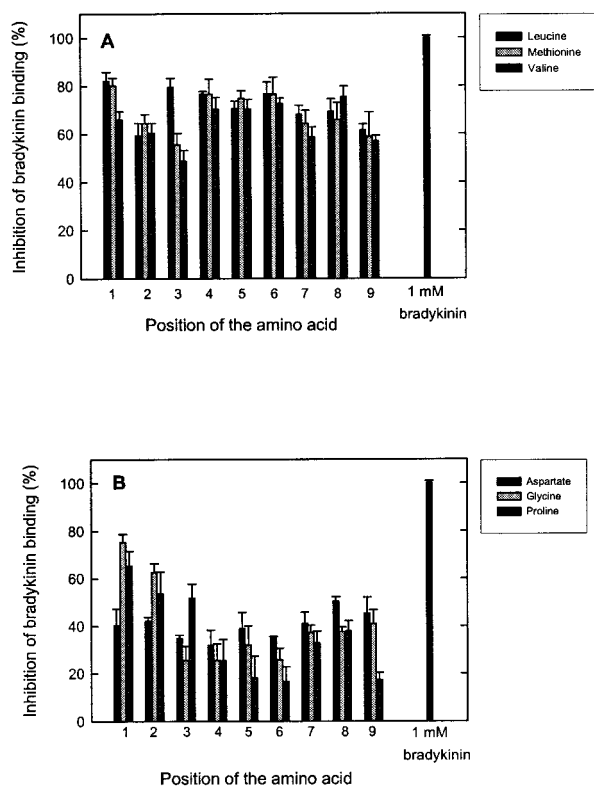 A
Leucine
Methionine
Valine
Inhibition of bradykinin binding (%)
100
80
60
40
20
0
1 2 3 4 5 6 7 8 9 1 mM
bradykinin
Position of the amino acid
B
Aspartate
Glycine
Proline
Inhibition of bradykinin binding (%)
100
80
60
40
20
0
1 2 3 4 5 6 7 8 9 1 mM
bradykinin
Position of the amino acid